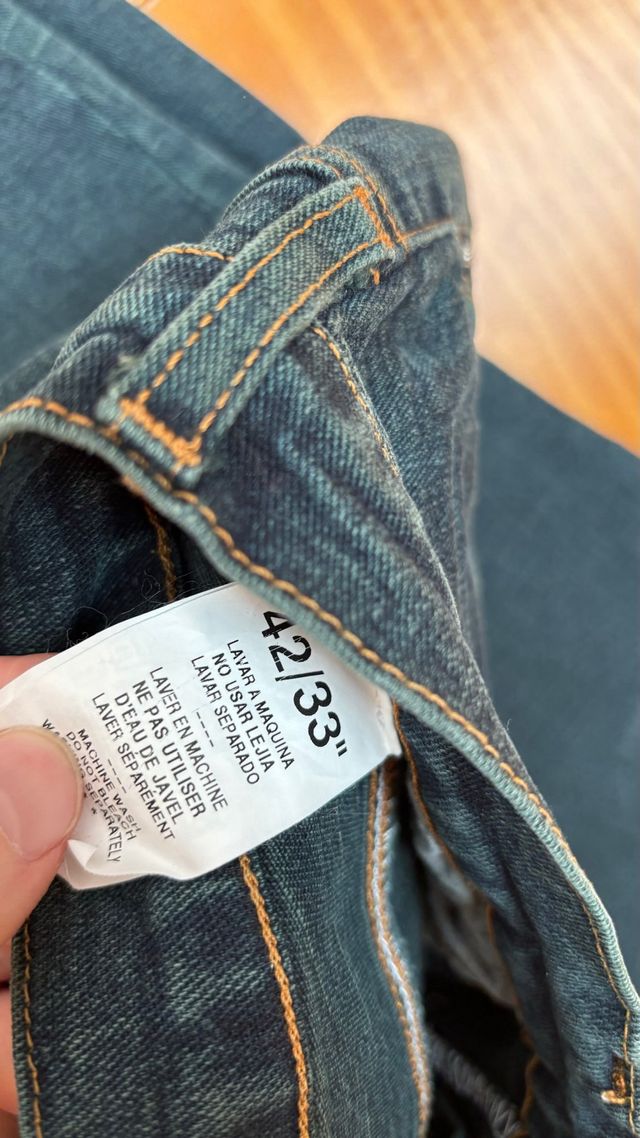 42/33"
LAVAR A MAQUINA
NO USAR LEJIA
LAVAR SEPARADO
----
LAVER EN MACHINE
NE PAS UTILISER
D'EAU DE JAVEL
LAVER SÉPARÉMENT
----
MACHINE WASH
DO NOT BLEACH
SEPARATELY